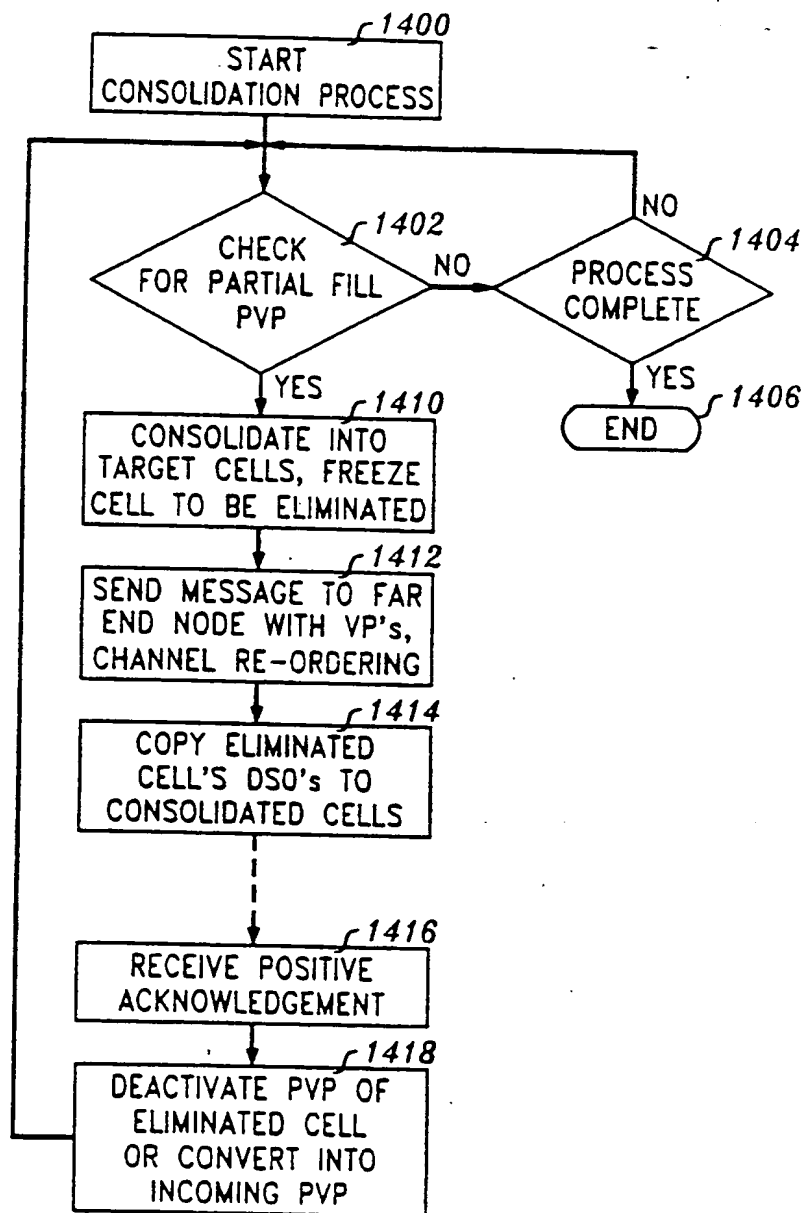 1400
START
CONSOLIDATION PROCESS
1402
CHECK
FOR PARTIAL FILL
PVP
NO
NO
1404
PROCESS
COMPLETE
YES
YES
1406
END
1410
CONSOLIDATE INTO
TARGET CELLS, FREEZE
CELL TO BE ELIMINATED
1412
SEND MESSAGE TO FAR
END NODE WITH VP's,
CHANNEL RE-ORDERING
1414
COPY ELIMINATED
CELL'S DSO's TO
CONSOLIDATED CELLS
1416
RECEIVE POSITIVE
ACKNOWLEDGEMENT
1418
DEACTIVATE PVP OF
ELIMINATED CELL
OR CONVERT INTO
INCOMING PVP